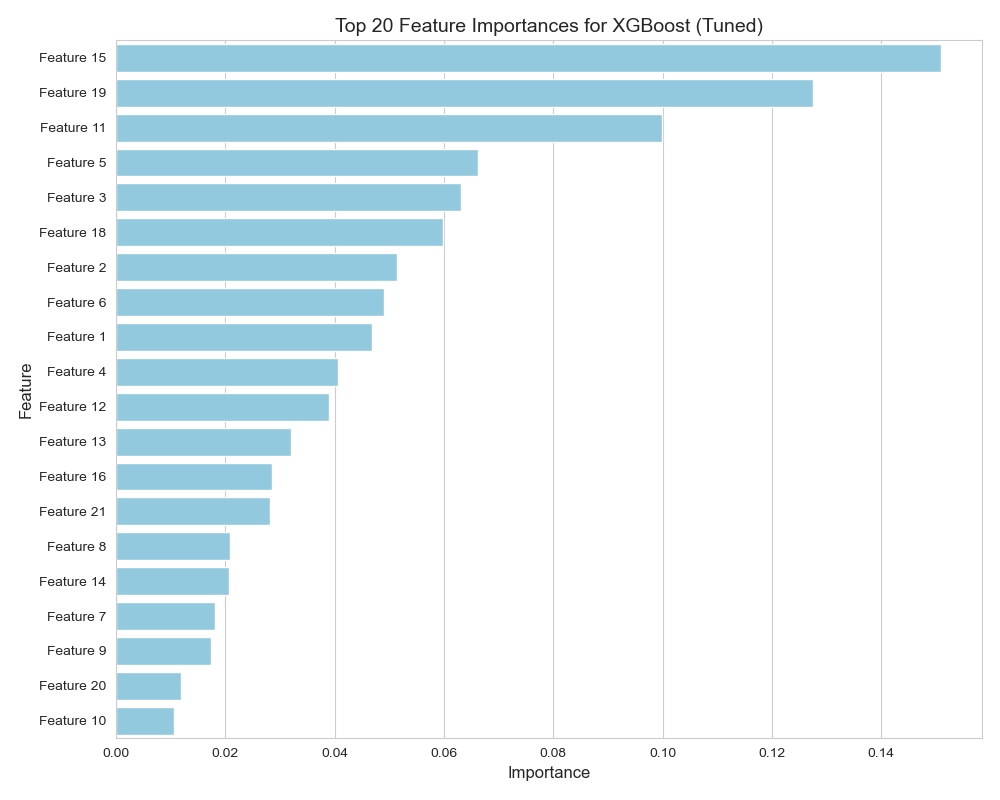 Top 20 Feature Importances for XGBoost (Tuned)
Feature
Feature 15
Feature 19
Feature 11
Feature 5
Feature 3
Feature 18
Feature 2
Feature 6
Feature 1
Feature 4
Feature 12
Feature 13
Feature 16
Feature 21
Feature 8
Feature 14
Feature 7
Feature 9
Feature 20
Feature 10
0.00 0.02 0.04 0.06 0.08 0.10 0.12 0.14
Importance